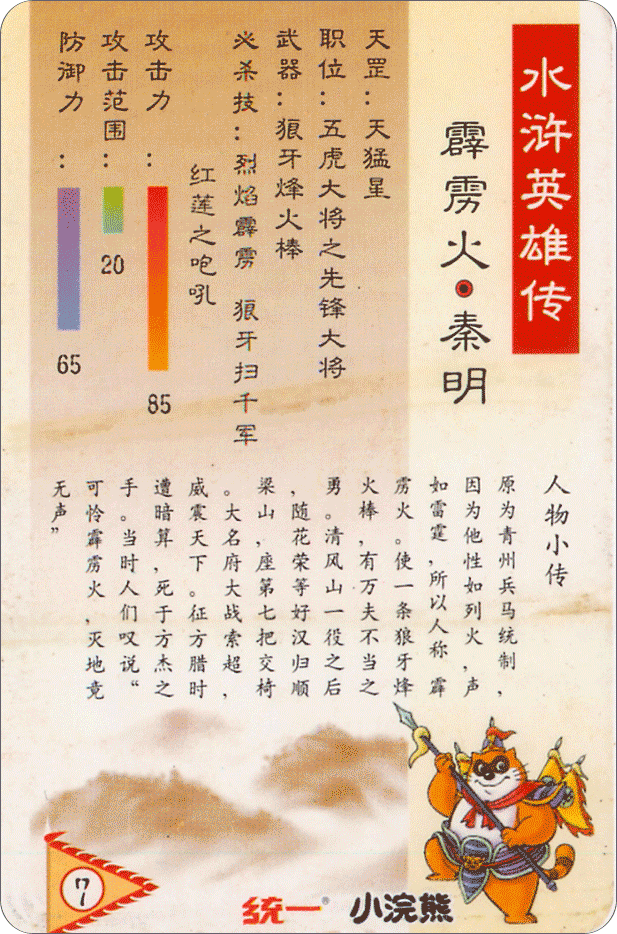 水浒英雄传
霹雳火·秦明
天罡：天猛星
职位：五虎大将之先锋大将
武器：狼牙烽火棒
必杀技：烈焰霹雳 狼牙扫千军
红莲之咆吼
攻击力：
85
攻击范围：
20
防御力：
65
人物小传
原为青州兵马统制，
因为他性如列火，声
如雷霆，所以人称霹
雳火。使一条狼牙烽
火棒，有万夫不当之
勇。清风山一役之后
，随花荣等好汉归顺
梁山，座第七把交椅
。大名府大战索超，
威震天下。征方腊时
遭暗算，死于方杰之
手。当时人们叹说“
可怜霹雳火，灭地竟
无声”
7
统一® 小浣熊